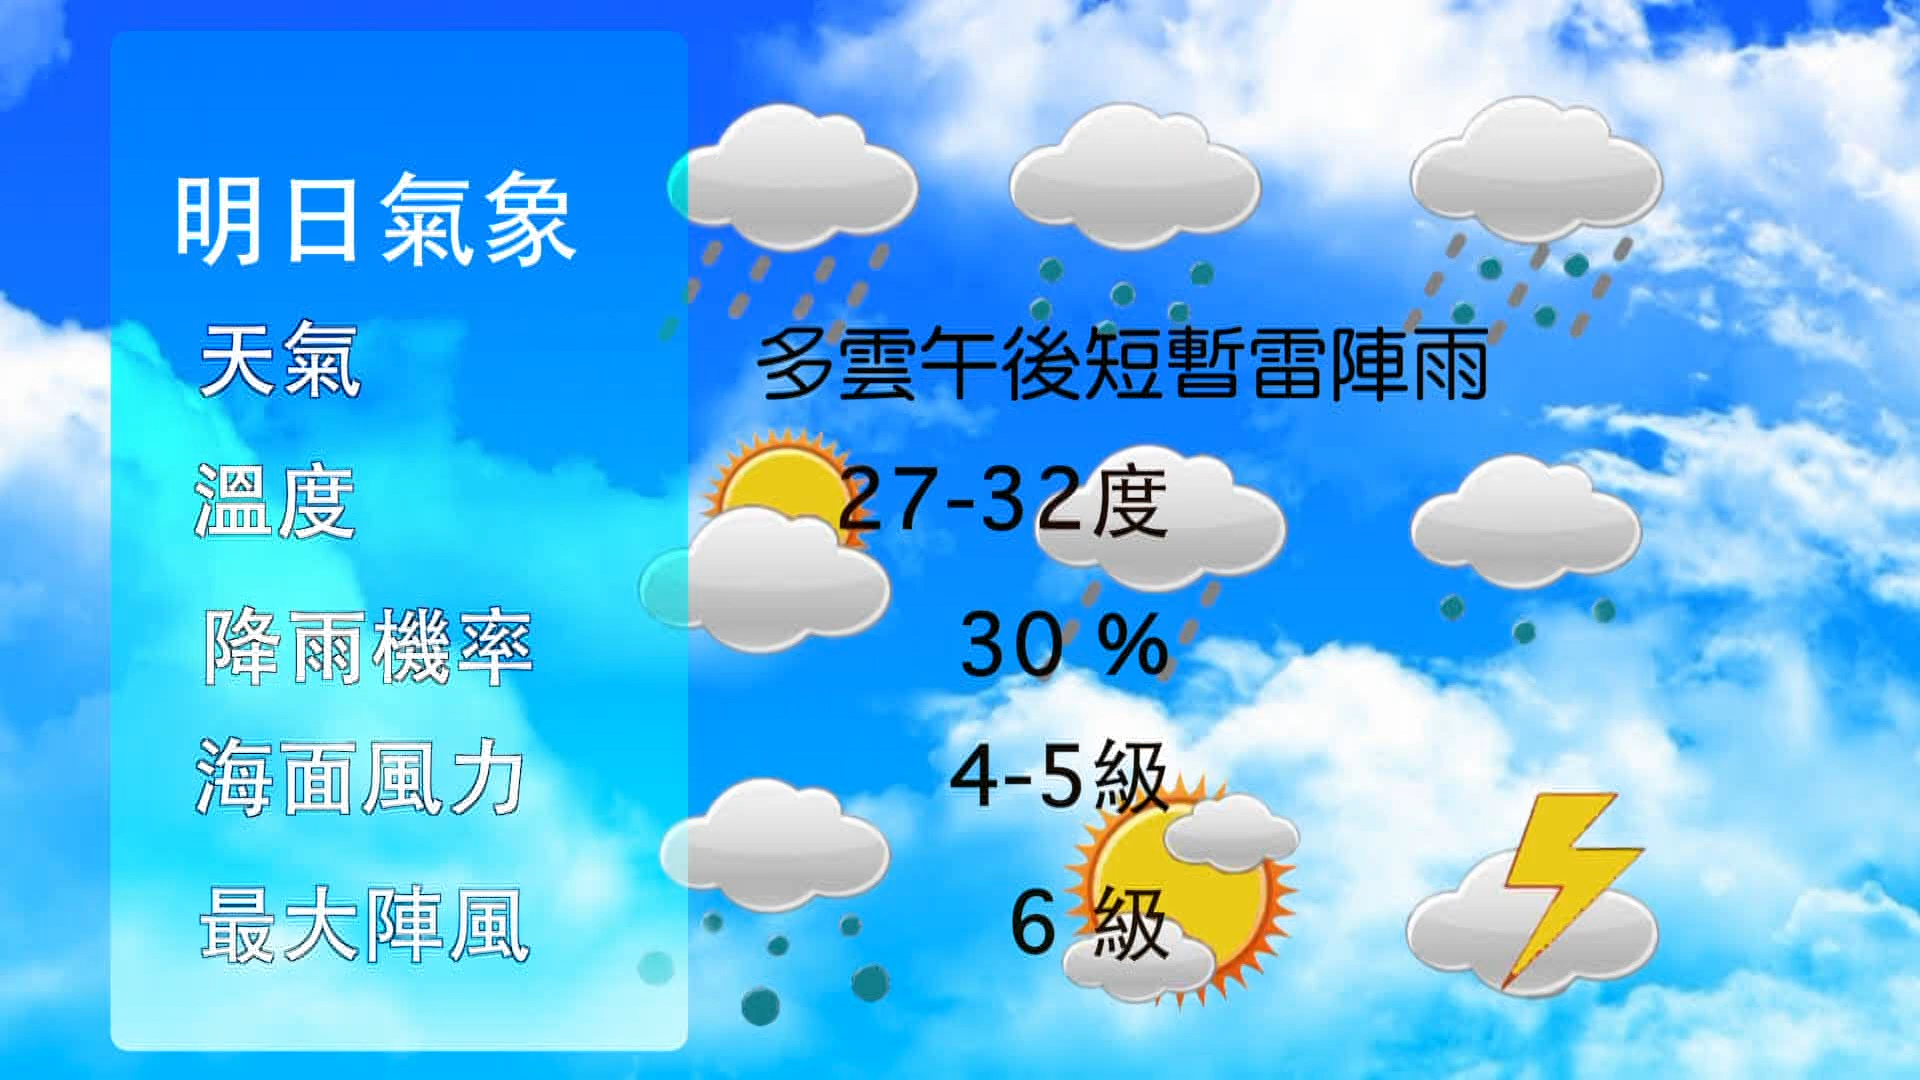 明日氣象
天氣 多雲午後短暫雷陣雨
溫度 27-32度
降雨機率 30 %
海面風力 4-5級
最大陣風 6 級